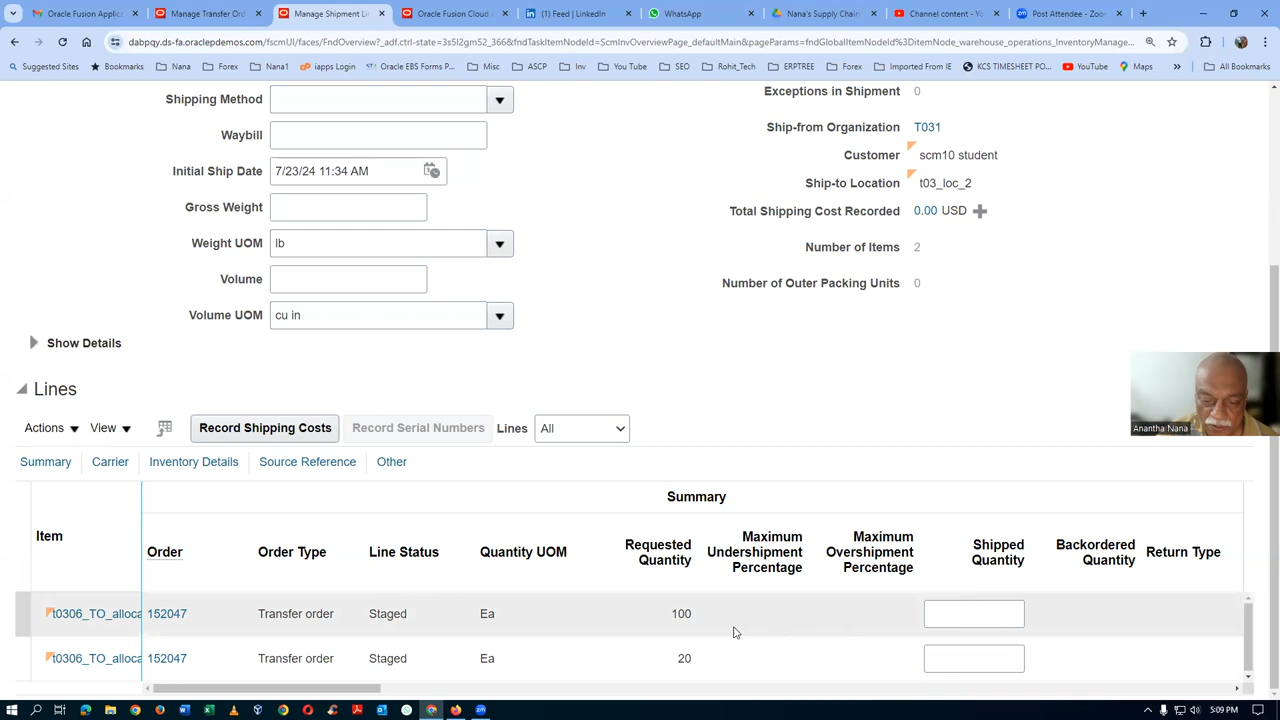 Oracle Fusion Applicat
Manage Transfer Ord
Manage Shipment Li
Oracle Fusion Cloud A
(1) Feed | LinkedIn
WhatsApp
Nana's Supply Chain
Channel content - Yo
Post Attendee - Zoo
dabpqy.ds-fa.oraclepdemos.com/fscmUI/faces/FndOverview?_adf.ctrl-state=3s5l2gm52_366&fndTaskItemNodeId=ScmInvOverviewPage_defaultMain&pageParams=fndGlobalItemNodeId%3DitemNode_warehouse_operations_InventoryManage...
Suggested Sites
Bookmarks
Nana
Forex
Nana1
iapps Login
Oracle EBS Forms P...
Misc
ASCP
Inv
You Tube
SEO
Rohit_Tech
ERPTREE
Forex
Imported From IE
KCS TIMESHEET PO...
YouTube
Maps
All Bookmarks
Shipping Method
Exceptions in Shipment 0
Waybill
Ship-from Organization T031
Initial Ship Date 7/23/24 11:34 AM
Customer scm10 student
Ship-to Location t03_loc_2
Gross Weight
Total Shipping Cost Recorded 0.00 USD
Weight UOM lb
Number of Items 2
Volume
Number of Outer Packing Units 0
Volume UOM cu in
Show Details
Lines
Anantha Nana
Actions View Record Shipping Costs Record Serial Numbers Lines All
Summary Carrier Inventory Details Source Reference Other
Summary
Item Order Order Type Line Status Quantity UOM Requested Quantity Maximum Undershipment Percentage Maximum Overshipment Percentage Shipped Quantity Backordered Quantity Return Type
t0306_TO_alloca 152047 Transfer order Staged Ea 100
t0306_TO_alloca 152047 Transfer order Staged Ea 20
5:09 PM